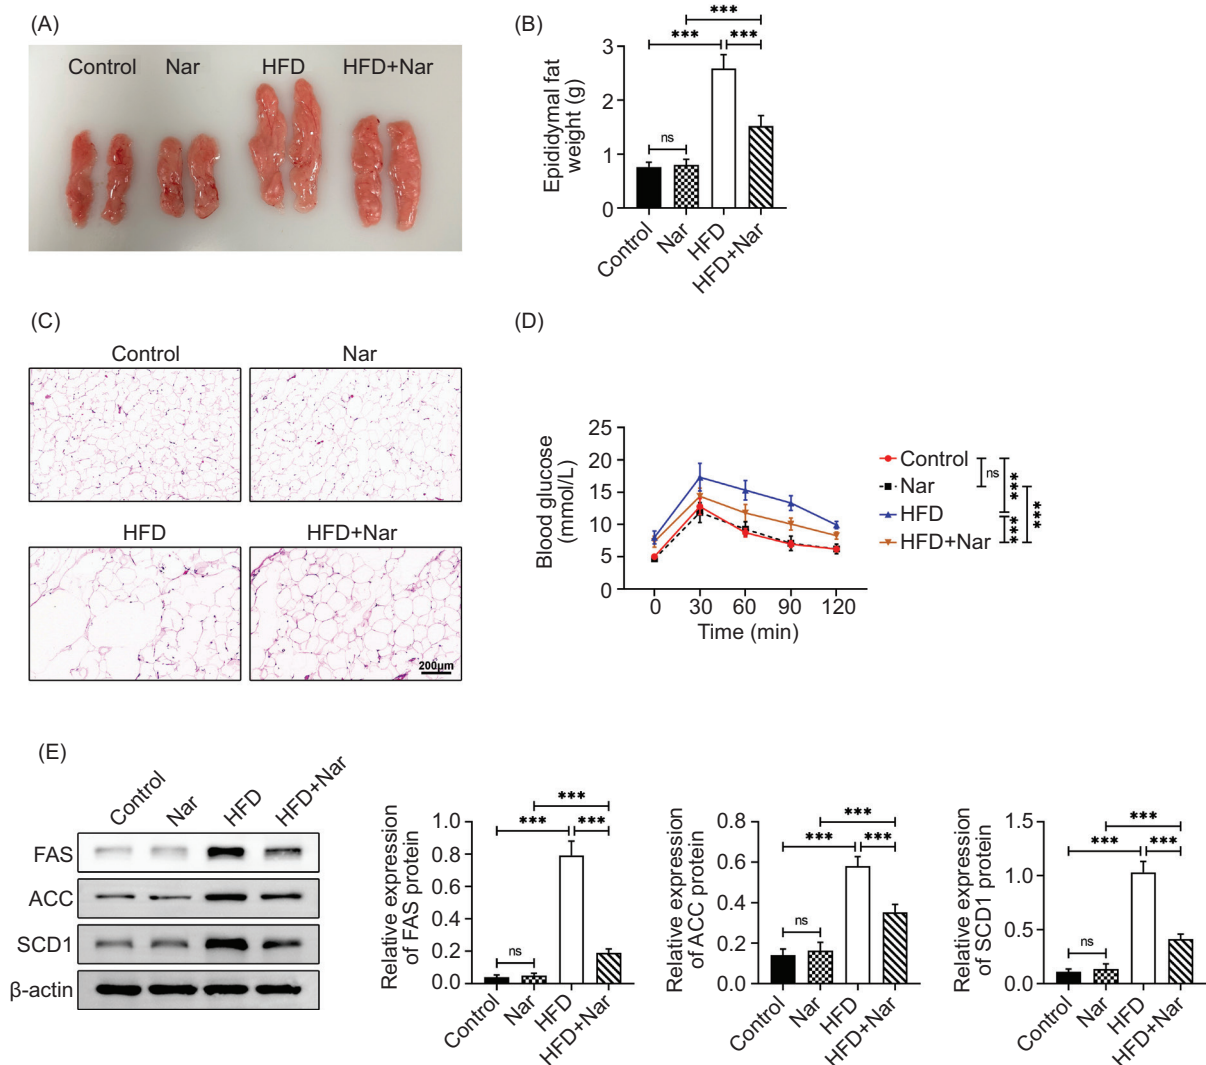 (A)
Control Nar HFD HFD+Nar
(B)
***
*** ***
ns
Epididymal fat
weight (g)
3
2
1
0
Control
Nar
HFD
HFD+Nar
(C)
Control Nar
HFD HFD+Nar
200μm
(D)
Blood glucose
(mmol/L)
25
20
15
10
5
0
0 30 60 90 120
Time (min)
Control
Nar
HFD
HFD+Nar
ns
***
***
***
(E)
Control
Nar
HFD
HFD+Nar
FAS
ACC
SCD1
β-actin
Relative expression
of FAS protein
1.0
0.8
0.6
0.4
0.2
0.0
***
*** ***
ns
Control
Nar
HFD
HFD+Nar
Relative expression
of ACC protein
0.8
0.6
0.4
0.2
0.0
***
*** ***
ns
Control
Nar
HFD
HFD+Nar
Relative expression
of SCD1 protein
1.5
1.0
0.5
0.0
***
*** ***
ns
Control
Nar
HFD
HFD+Nar